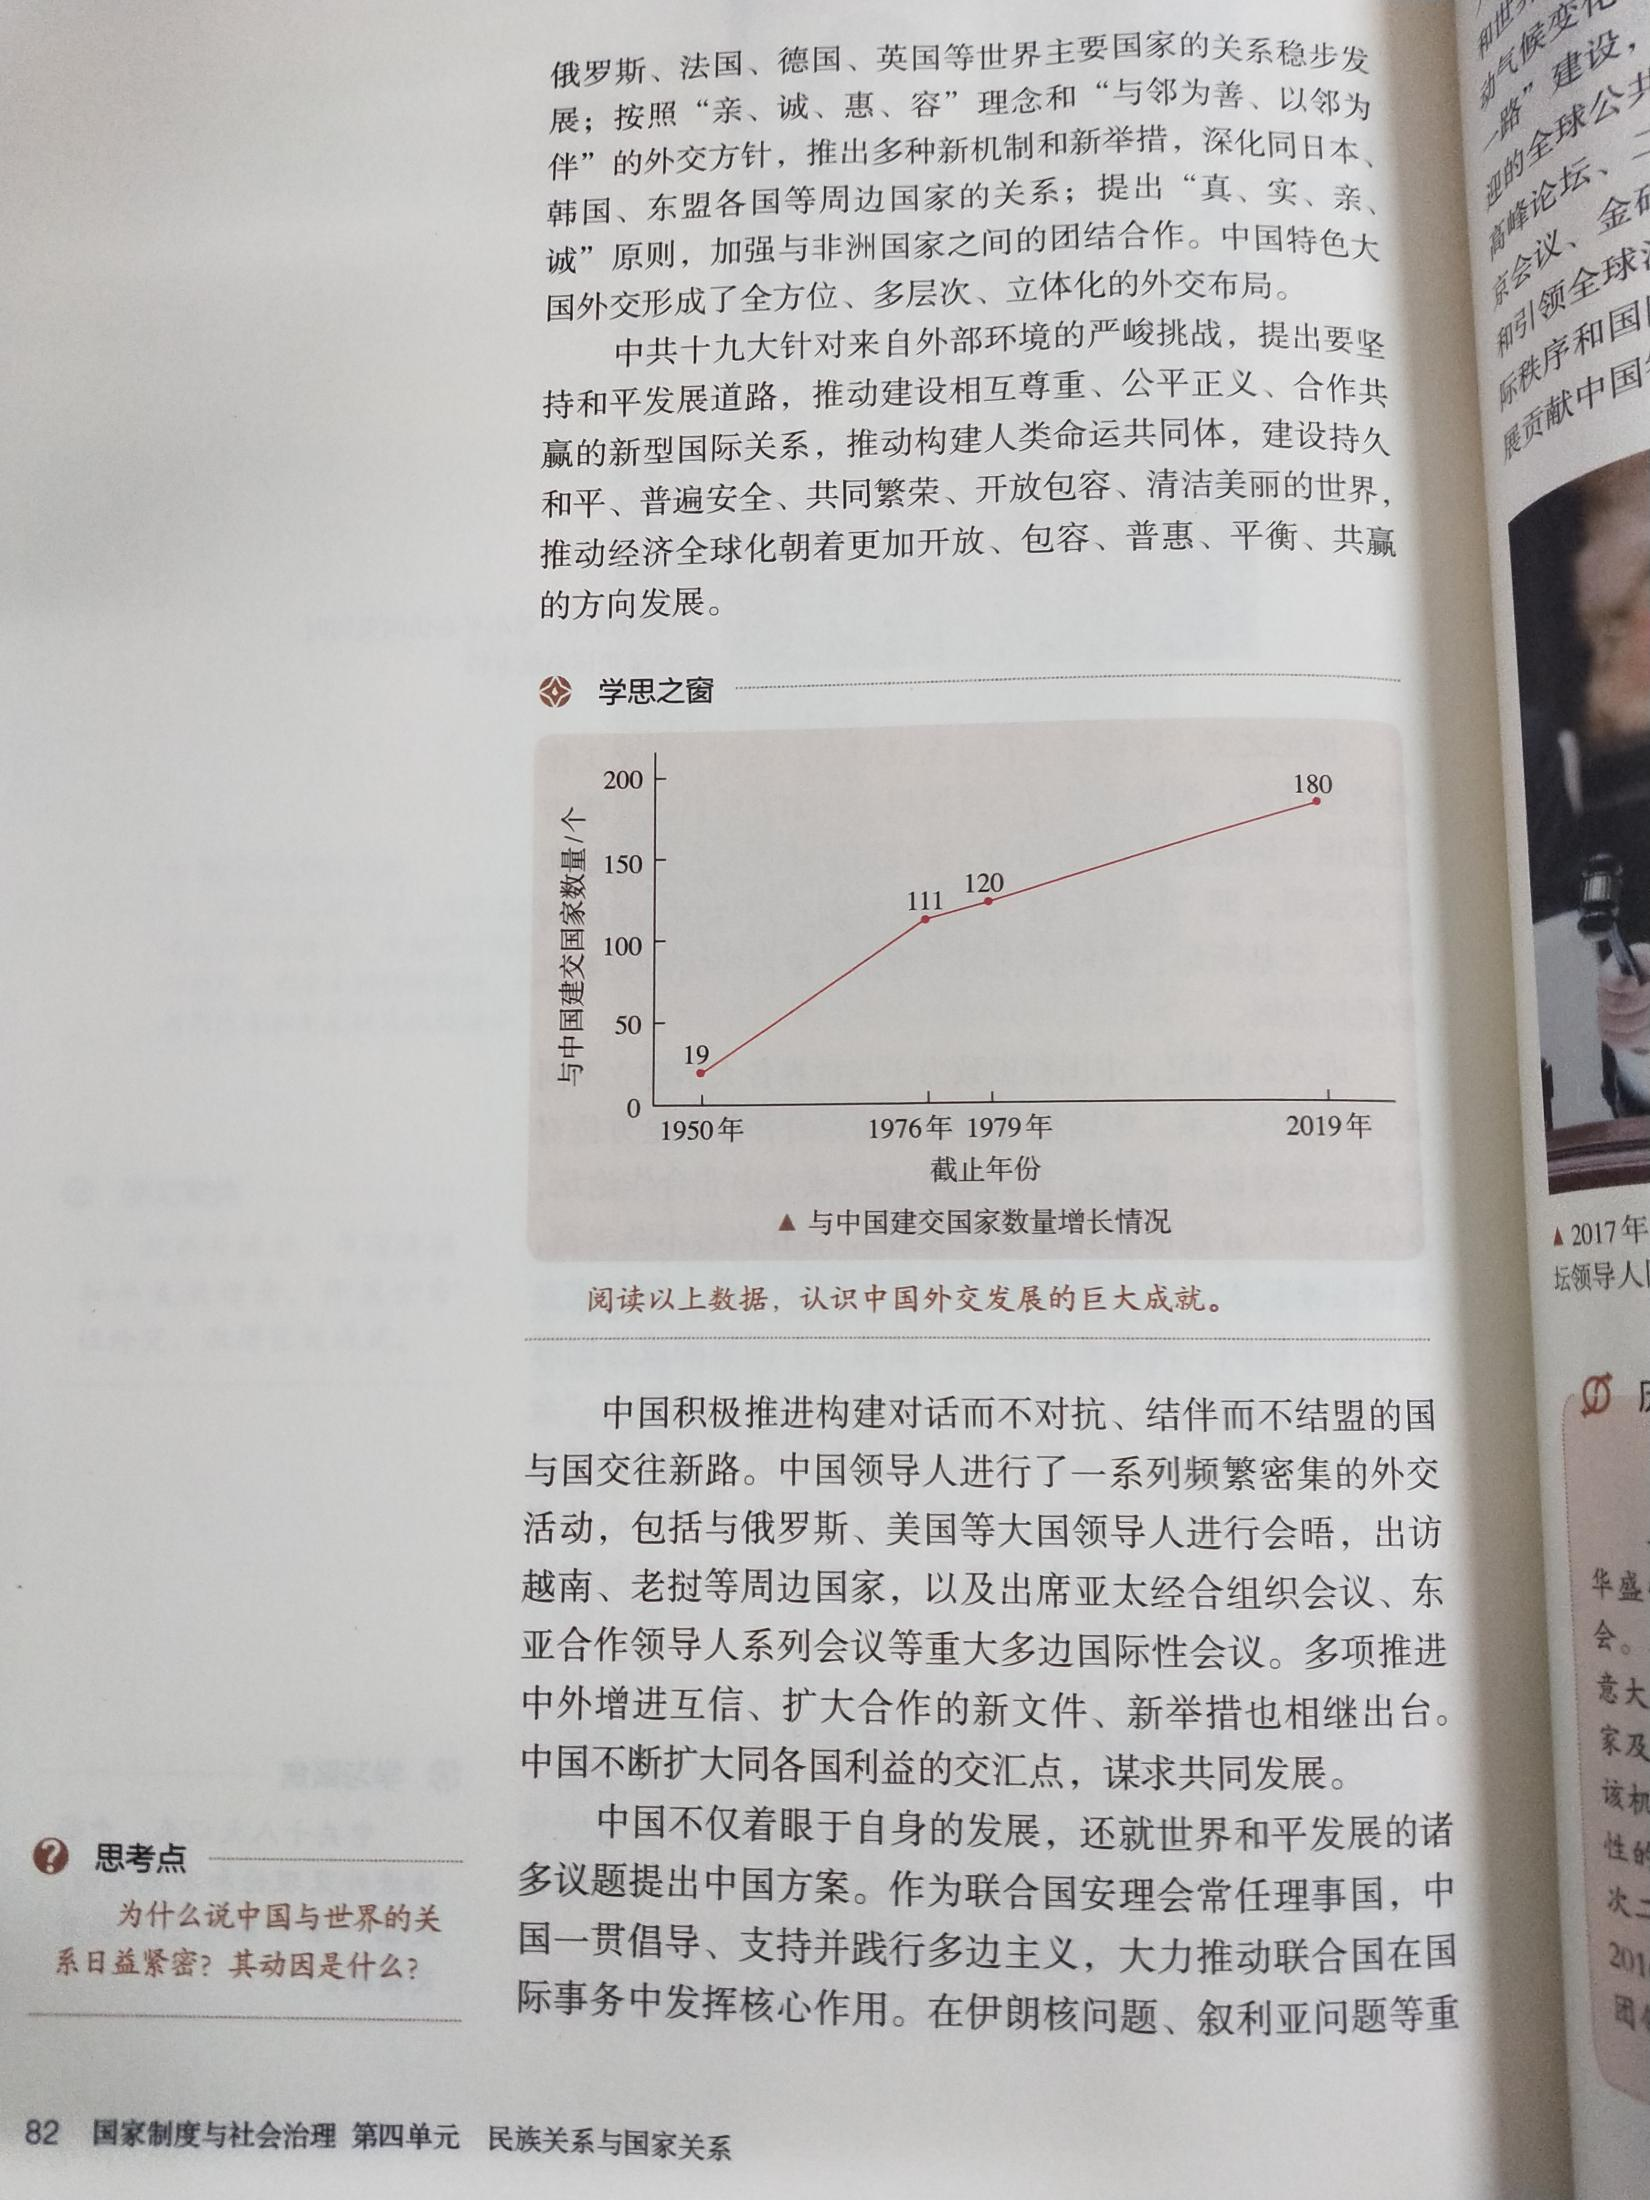 俄罗斯、法国、德国、英国等世界主要国家的关系稳步发
展；按照“亲、诚、惠、容”理念和“与邻为善、以邻为
伴”的外交方针，推出多种新机制和新举措，深化同日本、
韩国、东盟各国等周边国家的关系；提出“真、实、亲、
诚”原则，加强与非洲国家之间的团结合作。中国特色大
国外交形成了全方位、多层次、立体化的外交布局。
中共十九大针对来自外部环境的严峻挑战，提出要坚
持和平发展道路，推动建设相互尊重、公平正义、合作共
赢的新型国际关系，推动构建人类命运共同体，建设持久
和平、普遍安全、共同繁荣、开放包容、清洁美丽的世界，
推动经济全球化朝着更加开放、包容、普惠、平衡、共赢
的方向发展。
学思之窗
与中国建交国家数量/个
200
150
100
50
0
19
111
120
180
1950年
1976年
1979年
2019年
截止年份
▲ 与中国建交国家数量增长情况
阅读以上数据，认识中国外交发展的巨大成就。
中国积极推进构建对话而不对抗、结伴而不结盟的国
与国交往新路。中国领导人进行了一系列频繁密集的外交
活动，包括与俄罗斯、美国等大国领导人进行会晤，出访
越南、老挝等周边国家，以及出席亚太经合组织会议、东
亚合作领导人系列会议等重大多边国际性会议。多项推进
中外增进互信、扩大合作的新文件、新举措也相继出台。
中国不断扩大同各国利益的交汇点，谋求共同发展。
中国不仅着眼于自身的发展，还就世界和平发展的诸
多议题提出中国方案。作为联合国安理会常任理事国，中
国一贯倡导、支持并践行多边主义，大力推动联合国在国
际事务中发挥核心作用。在伊朗核问题、叙利亚问题等重
思考点
为什么说中国与世界的关
系日益紧密？其动因是什么？
82 国家制度与社会治理 第四单元 民族关系与国家关系
和世
动气候变化
一路”建设，
迎的全球公共
高峰论坛、
京会议、金砖
和引领全球
际秩序和国
展贡献中国
▲ 2017年
坛领导人
华盛
会。
意大
家及
该机
性的
次二
201
团